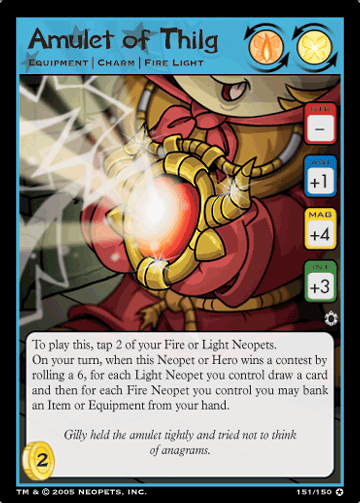 Amulet of Thilg
Equipment | Charm | Fire Light
STR
–
AGI
+1
MAG
+4
INT
+3
To play this, tap 2 of your Fire or Light Neopets.
On your turn, when this Neopet or Hero wins a contest by
rolling a 6, for each Light Neopet you control draw a card
and then for each Fire Neopet you control you may bank
an Item or Equipment from your hand.
Gilly held the amulet tightly and tried not to think
of anagrams.
2
TM & © 2005 NEOPETS, INC.
151/150